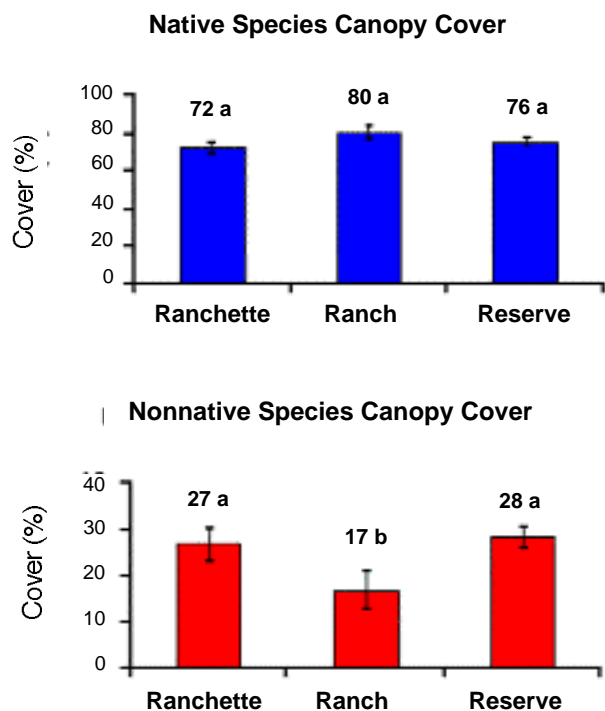 Native Species Canopy Cover
Cover (%)
100
80
60
40
20
0
72 a
80 a
76 a
Ranchette Ranch Reserve
Nonnative Species Canopy Cover
Cover (%)
40
30
20
10
0
27 a
17 b
28 a
Ranchette Ranch Reserve